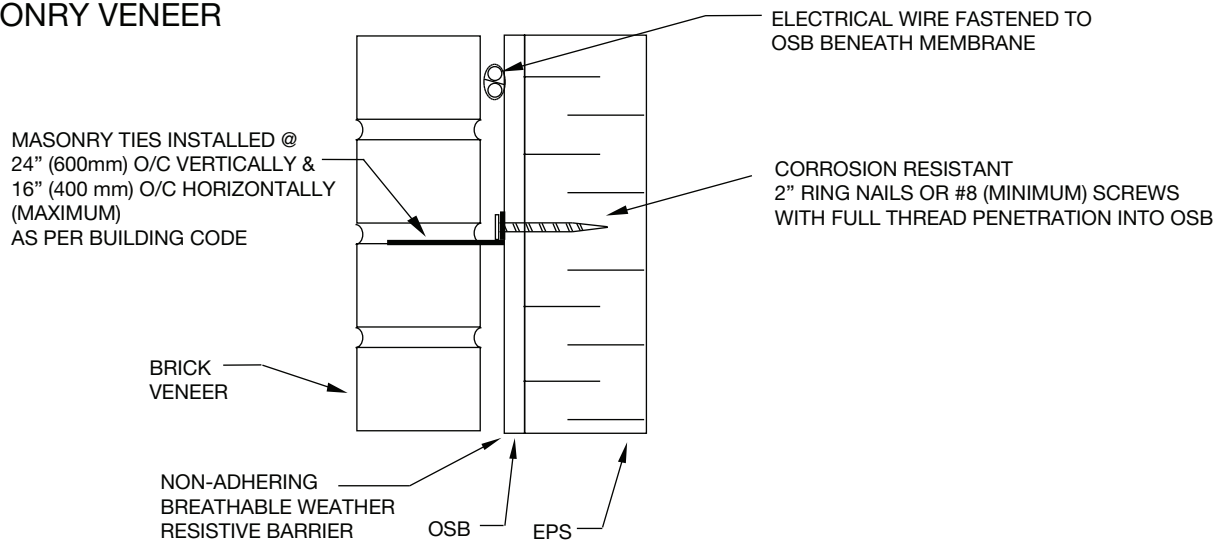 ONRY VENEER
ELECTRICAL WIRE FASTENED TO
OSB BENEATH MEMBRANE
MASONRY TIES INSTALLED @
24" (600mm) O/C VERTICALLY &
16" (400 mm) O/C HORIZONTALLY
(MAXIMUM)
AS PER BUILDING CODE
CORROSION RESISTANT
2" RING NAILS OR #8 (MINIMUM) SCREWS
WITH FULL THREAD PENETRATION INTO OSB
BRICK
VENEER
NON-ADHERING
BREATHABLE WEATHER
RESISTIVE BARRIER
OSB
EPS